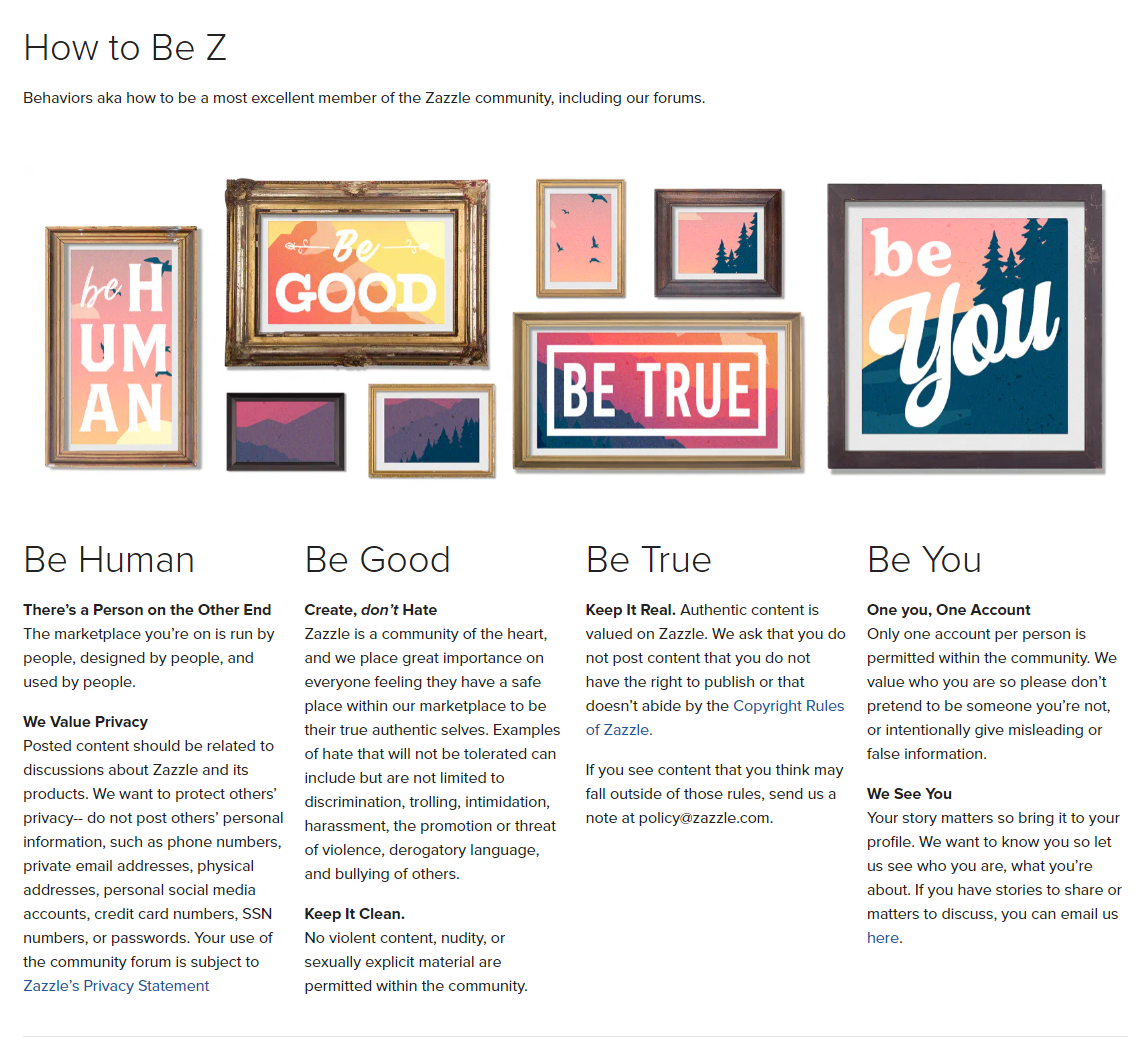 How to Be Z
Behaviors aka how to be a most excellent member of the Zazzle community, including our forums.
be H
UM
AN
Be
GOOD
BE TRUE
be
You
Be Human
There's a Person on the Other End
The marketplace you're on is run by
people, designed by people, and
used by people.
We Value Privacy
Posted content should be related to
discussions about Zazzle and its
products. We want to protect others'
privacy-- do not post others' personal
information, such as phone numbers,
private email addresses, physical
addresses, personal social media
accounts, credit card numbers, SSN
numbers, or passwords. Your use of
the community forum is subject to
Zazzle's Privacy Statement
Be Good
Create, don't Hate
Zazzle is a community of the heart,
and we place great importance on
everyone feeling they have a safe
place within our marketplace to be
their true authentic selves. Examples
of hate that will not be tolerated can
include but are not limited to
discrimination, trolling, intimidation,
harassment, the promotion or threat
of violence, derogatory language,
and bullying of others.
Keep It Clean.
No violent content, nudity, or
sexually explicit material are
permitted within the community.
Be True
Keep It Real. Authentic content is
valued on Zazzle. We ask that you do
not post content that you do not
have the right to publish or that
doesn't abide by the Copyright Rules
of Zazzle.
If you see content that you think may
fall outside of those rules, send us a
note at policy@zazzle.com.
Be You
One you, One Account
Only one account per person is
permitted within the community. We
value who you are so please don't
pretend to be someone you're not,
or intentionally give misleading or
false information.
We See You
Your story matters so bring it to your
profile. We want to know you so let
us see who you are, what you're
about. If you have stories to share or
matters to discuss, you can email us
here.